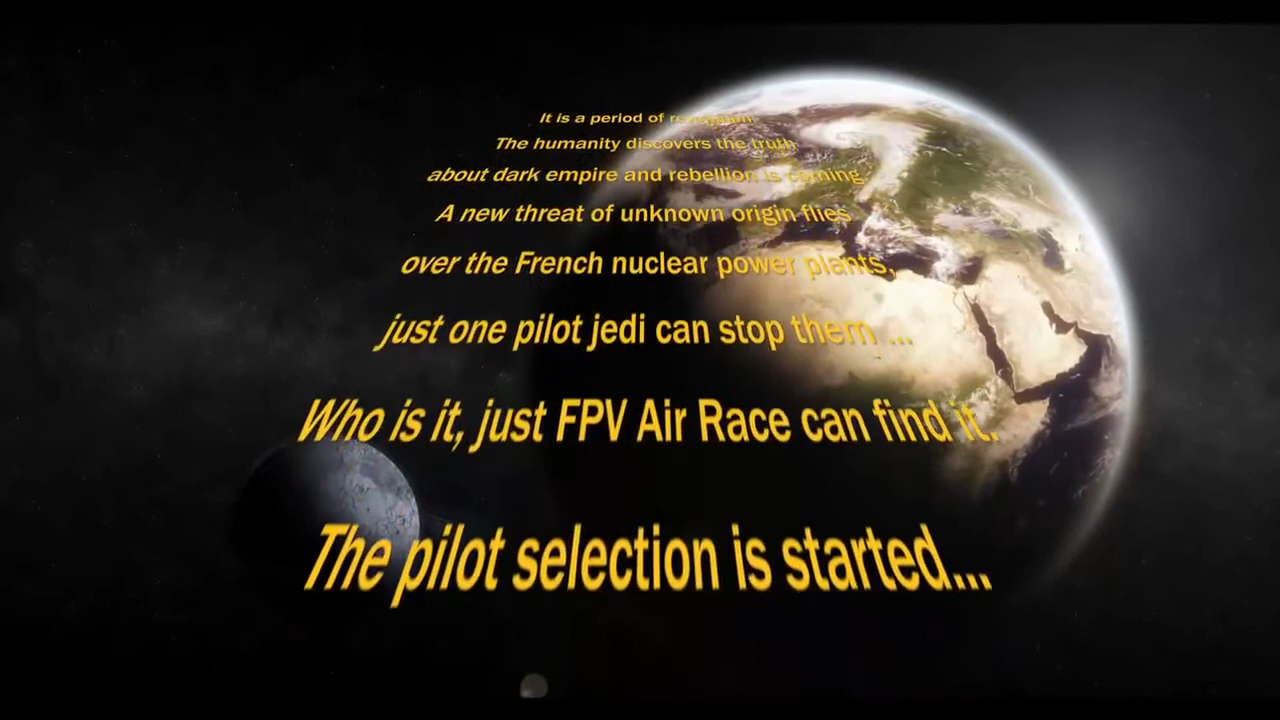 It is a period of
The humanity discovers the truth
about dark empire and rebellion is coming
A new threat of unknown origin flies
over the French nuclear power plants,
just one pilot jedi can stop them ...
Who is it, just FPV Air Race can find it.
The pilot selection is started...